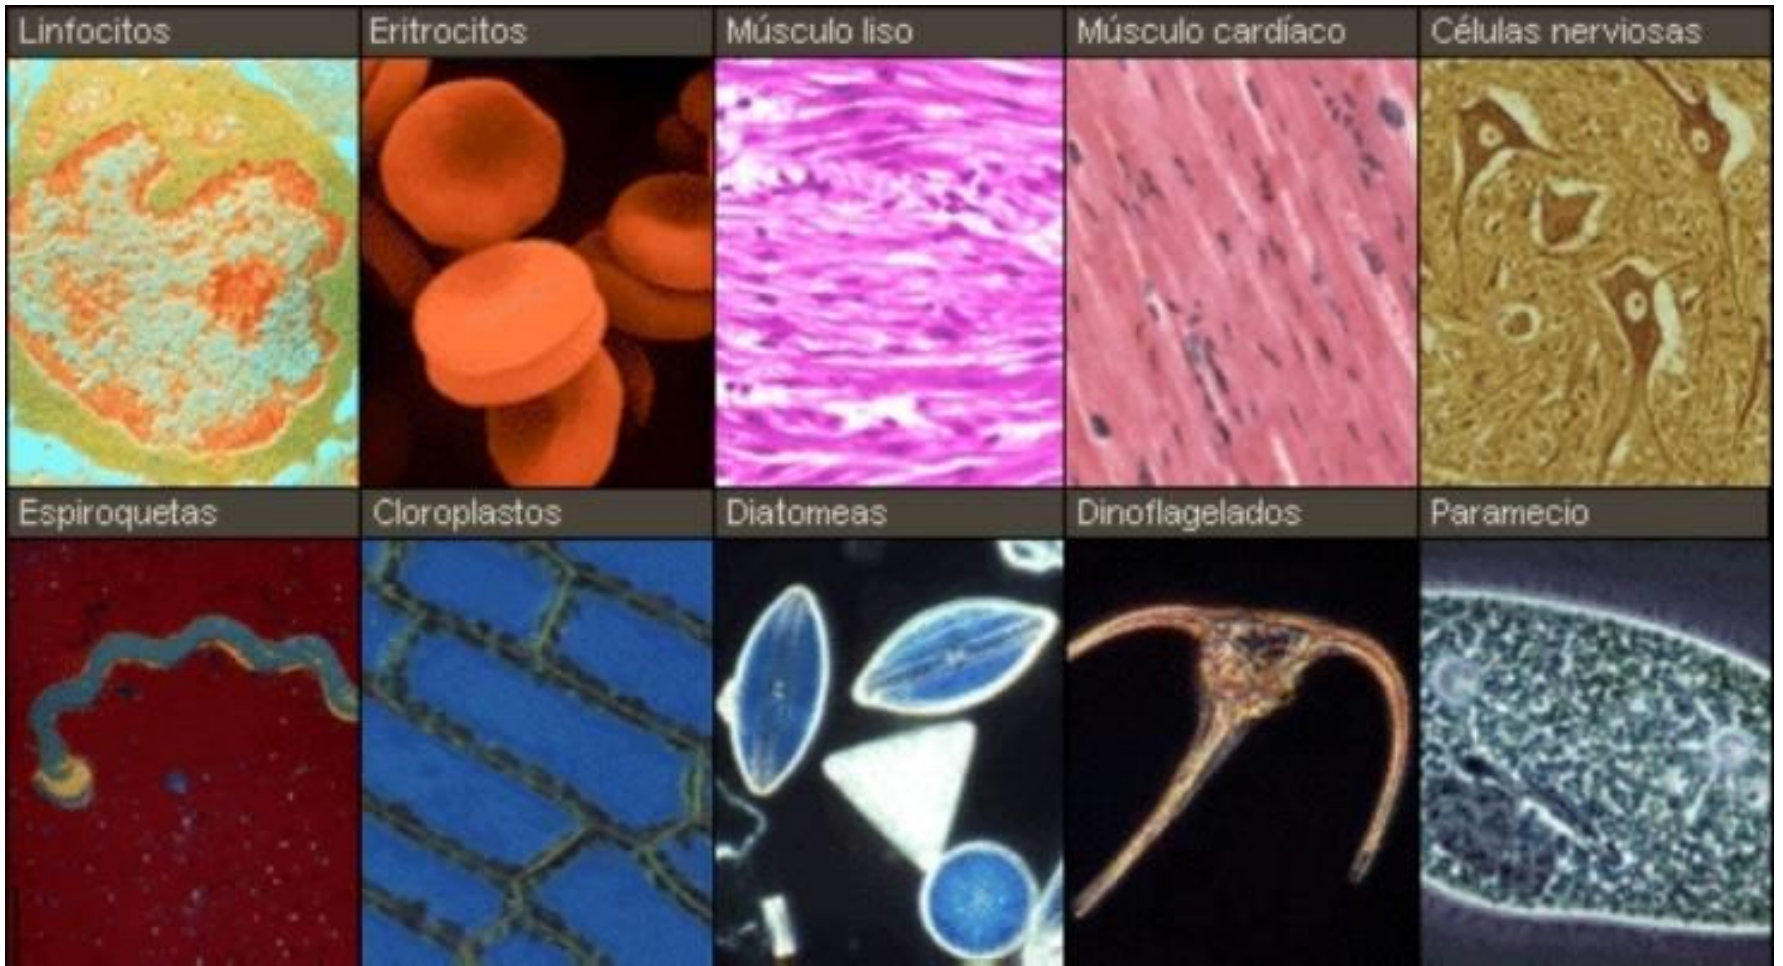 Linfocitos
Eritrocitos
Músculo liso
Músculo cardíaco
Células nerviosas
Espiroquetas
Cloroplastos
Diatomeas
Dinoflagelados
Paramecio